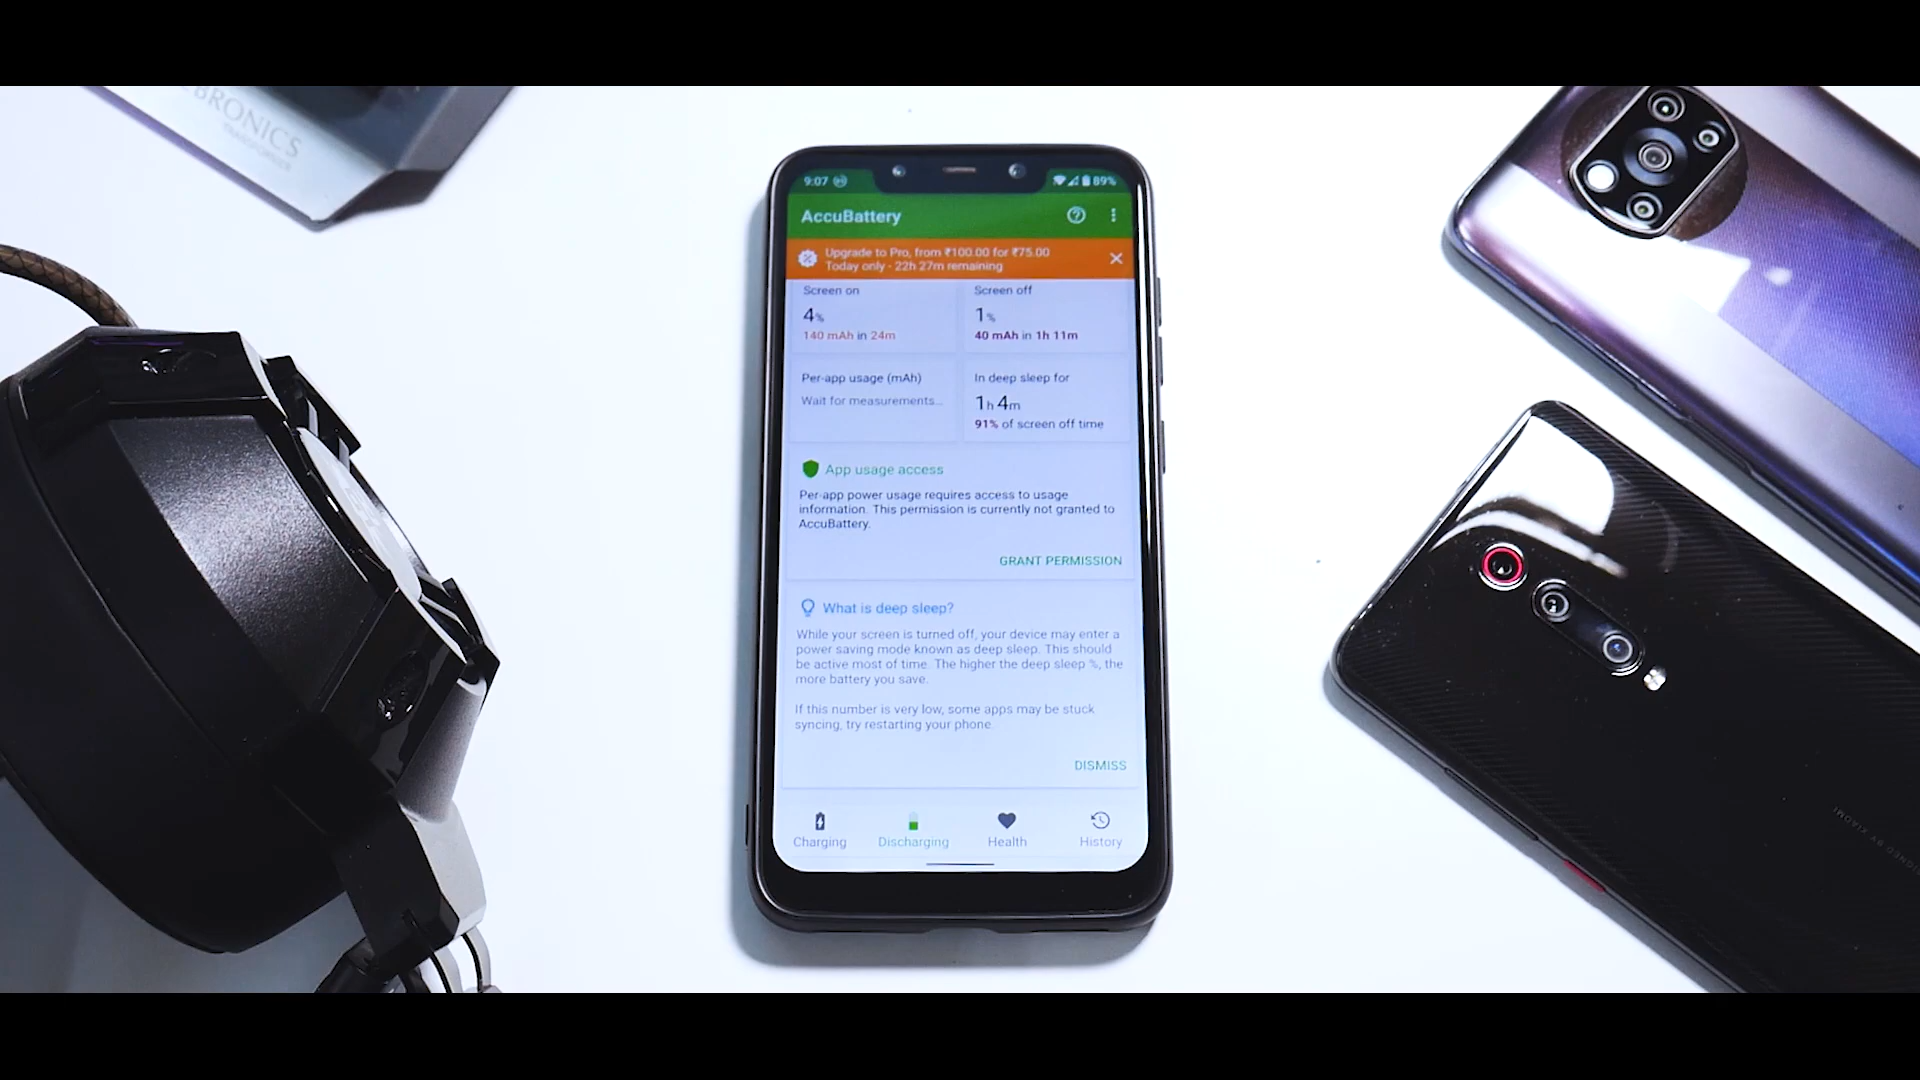 BRONICS
TRANSFORMER
9:07
89%
AccuBattery
Upgrade to Pro, from ₹100.00 for ₹75.00
Today only - 22h 27m remaining
Screen on
4%
140 mAh in 24m
Screen off
1%
40 mAh in 1h 11m
Per-app usage (mAh)
Wait for measurements...
In deep sleep for
1h 4m
91% of screen off time
App usage access
Per-app power usage requires access to usage
information. This permission is currently not granted to
AccuBattery.
GRANT PERMISSION
What is deep sleep?
While your screen is turned off, your device may enter a
power saving mode known as deep sleep. This should
be active most of time. The higher the deep sleep %, the
more battery you save.
If this number is very low, some apps may be stuck
syncing, try restarting your phone.
DISMISS
Charging
Discharging
Health
History
IGNED BY XIAOMI